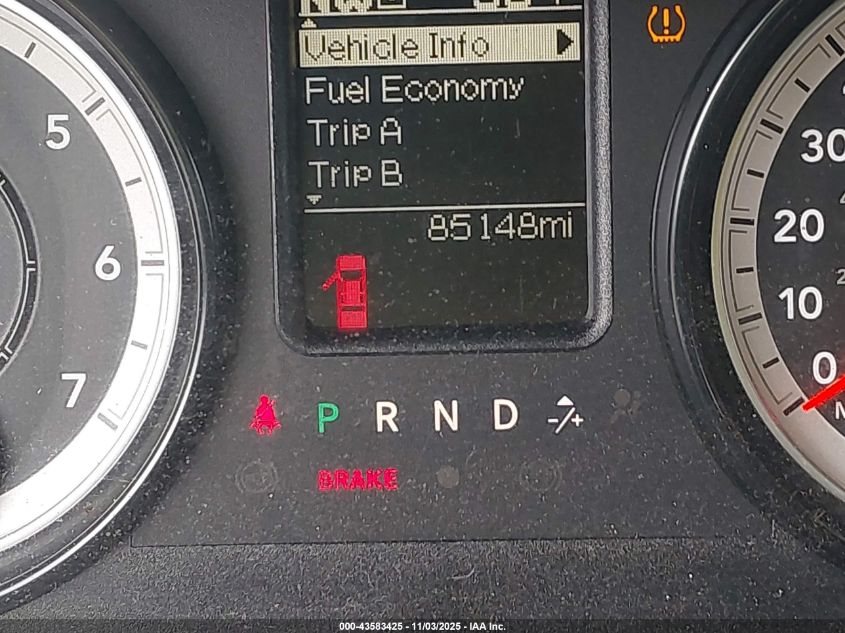 Vehicle Info
Fuel Economy
Trip A
Trip B
85148mi
5
6
7
30
20
10
0
P R N D -/+
BRAKE
000-43583425 - 11/03/2025 - IAA Inc.